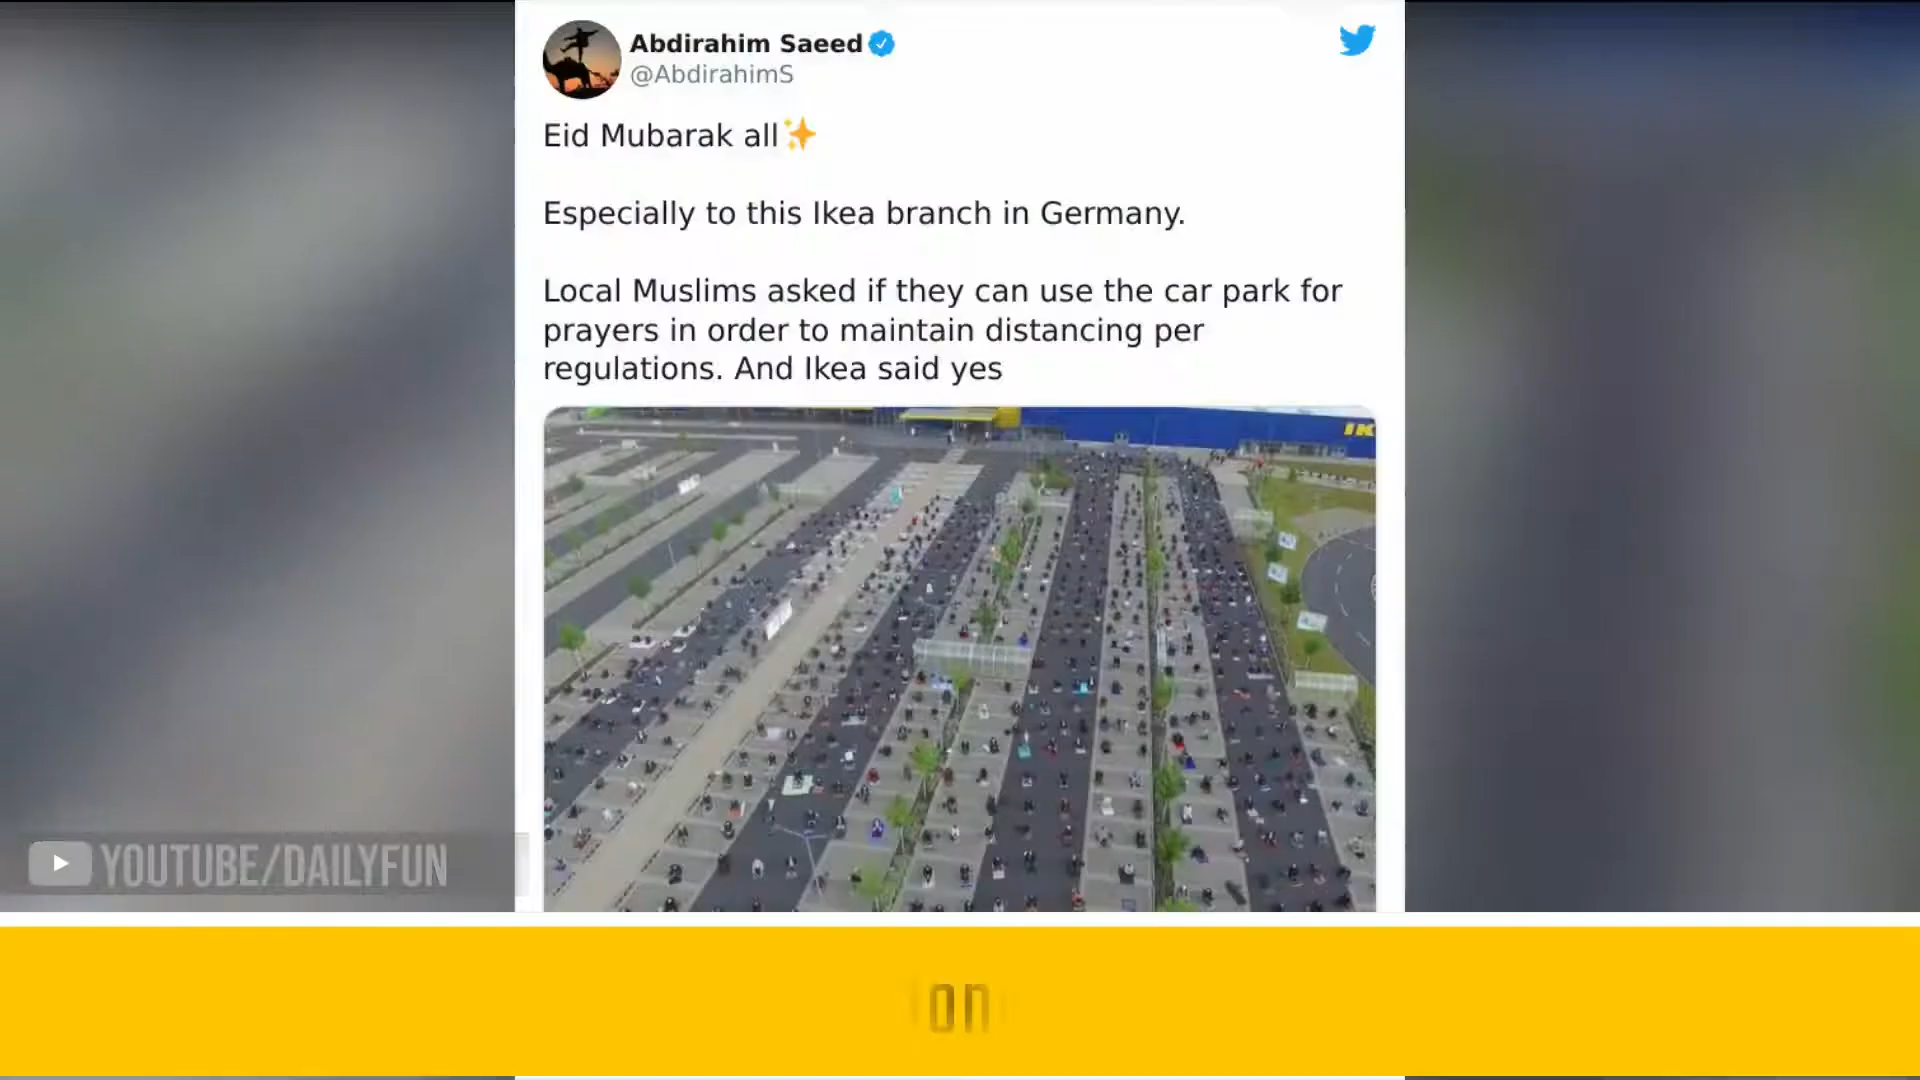 Abdirahim Saeed
@AbdirahimS
Eid Mubarak all✨
Especially to this Ikea branch in Germany.
Local Muslims asked if they can use the car park for
prayers in order to maintain distancing per
regulations. And Ikea said yes
IK
YOUTUBE/DAILYFUN
on